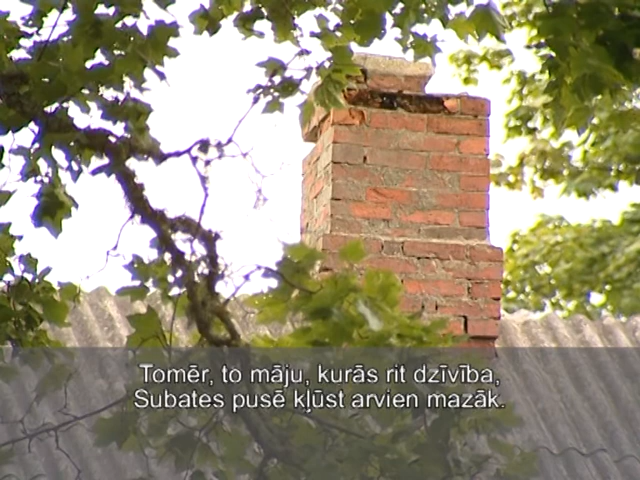 Tomēr, to māju, kurās rit dzīvība,
Subates pusē kļūst arvien mazāk.